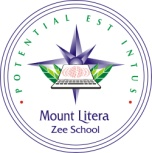 • POTENTIAL EST INTUS •
Mount Litera
Zee School